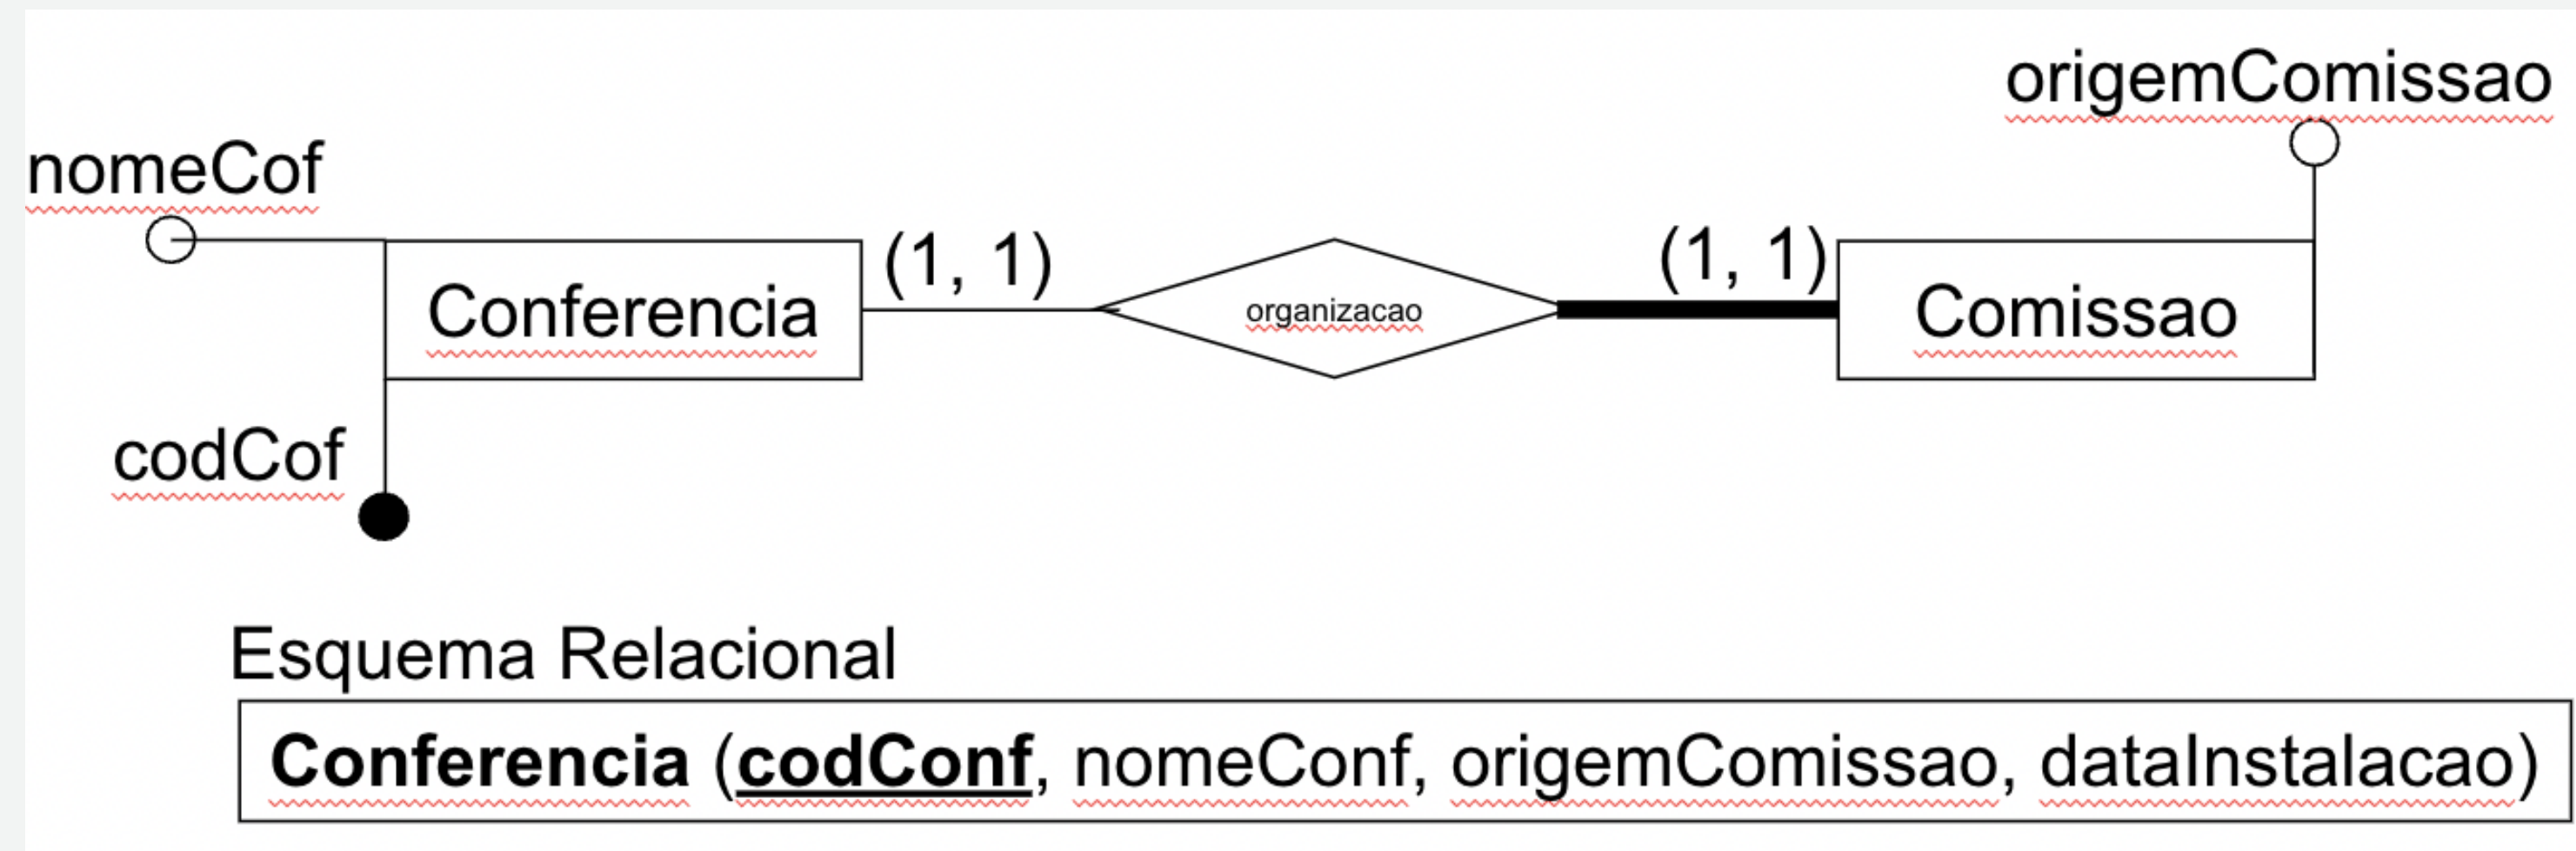 origemComissao
nomeCof
(1, 1)
(1, 1)
Conferencia
organizacao
Comissao
codCof
Esquema Relacional
Conferencia (codConf, nomeConf, origemComissao, dataInstalacao)